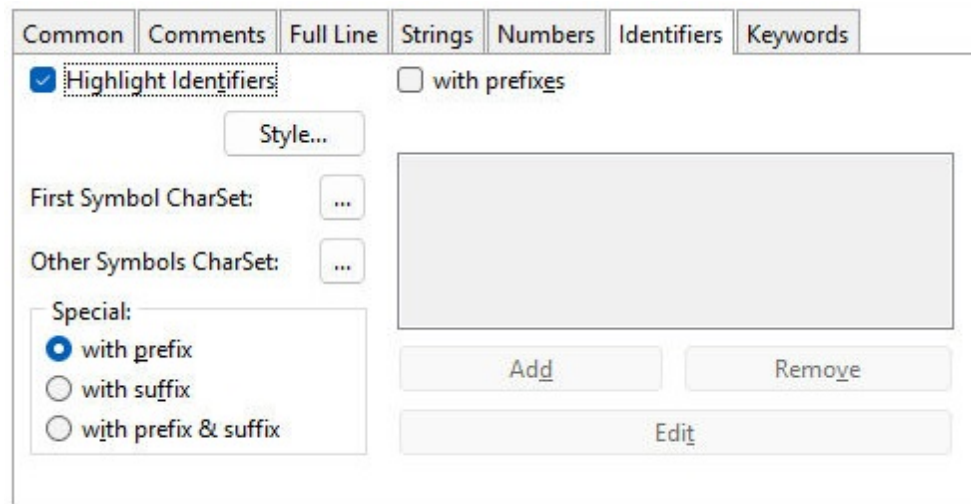 Common Comments Full Line Strings Numbers Identifiers Keywords
Highlight Identifiers
with prefixes
Style...
First Symbol CharSet: ...
Other Symbols CharSet: ...
Special:
with prefix
with suffix
with prefix & suffix
Add Remove
Edit